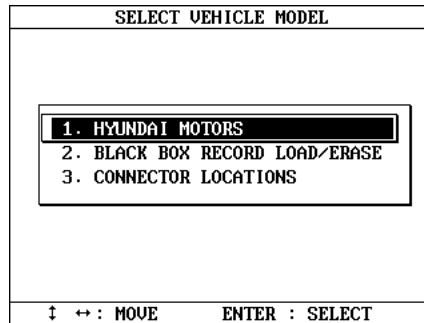 SELECT VEHICLE MODEL
1. HYUNDAI MOTORS
2. BLACK BOX RECORD LOAD/ERASE
3. CONNECTOR LOCATIONS
↕ ↔: MOVE ENTER : SELECT